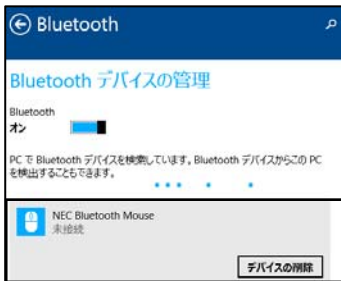 Bluetooth
Bluetooth デバイスの管理
Bluetooth
オン
PC で Bluetooth デバイスを検索しています。Bluetooth デバイスからこの PC
を検出することもできます。
NEC Bluetooth Mouse
未接続
デバイスの削除